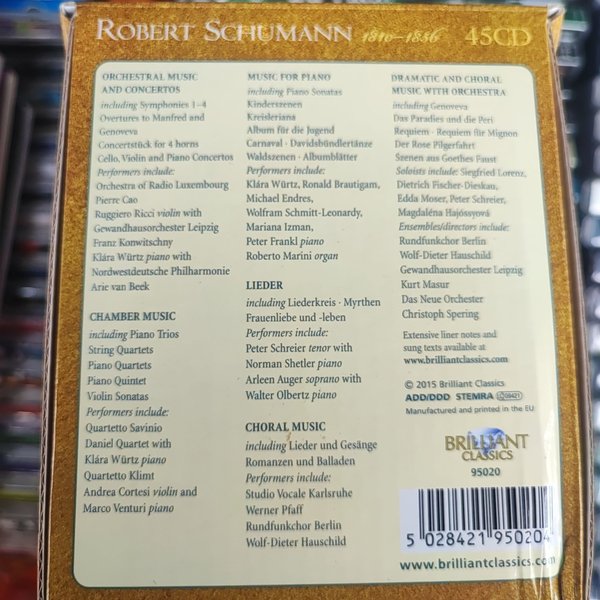 ROBERT SCHUMANN 1810–1856 45CD
ORCHESTRAL MUSIC
AND CONCERTOS
including Symphonies 1–4
Overtures to Manfred and
Genoveva
Concertstück for 4 horns
Cello, Violin and Piano Concertos
Performers include:
Orchestra of Radio Luxembourg
Pierre Cao
Ruggiero Ricci violin with
Gewandhausorchester Leipzig
Franz Konwitschny
Klára Würtz piano with
Nordwestdeutsche Philharmonie
Arie van Beek
CHAMBER MUSIC
including Piano Trios
String Quartets
Piano Quartets
Piano Quintet
Violin Sonatas
Performers include:
Quartetto Savinio
Daniel Quartet with
Klára Würtz piano
Quartetto Klimt
Andrea Cortesi violin and
Marco Venturi piano
MUSIC FOR PIANO
including Piano Sonatas
Kinderszenen
Kreisleriana
Album für die Jugend
Carnaval · Davidsbündlertänze
Waldszenen · Albumblätter
Performers include:
Klára Würtz, Ronald Brautigam,
Michael Endres,
Wolfram Schmitt-Leonardy,
Mariana Izman,
Peter Frankl piano
Roberto Marini organ
LIEDER
including Liederkreis · Myrthen
Frauenliebe und -leben
Performers include:
Peter Schreier tenor with
Norman Shetler piano
Arleen Auger soprano with
Walter Olbertz piano
CHORAL MUSIC
including Lieder und Gesänge
Romanzen und Balladen
Performers include:
Studio Vocale Karlsruhe
Werner Pfaff
Rundfunkchor Berlin
Wolf-Dieter Hauschild
DRAMATIC AND CHORAL
MUSIC WITH ORCHESTRA
including Genoveva
Das Paradies und die Peri
Requiem · Requiem für Mignon
Der Rose Pilgerfahrt
Szenen aus Goethes Faust
Soloists include: Siegfried Lorenz,
Dietrich Fischer-Dieskau,
Edda Moser, Peter Schreier,
Magdaléna Hajóssyová
Ensembles/directors include:
Rundfunkchor Berlin
Wolf-Dieter Hauschild
Gewandhausorchester Leipzig
Kurt Masur
Das Neue Orchester
Christoph Spering
Extensive liner notes and
sung texts available at
www.brilliantclassics.com
© 2015 Brilliant Classics
ADD/DDD STEMRA LC 09421
Manufactured and printed in the EU
BRILLIANT
CLASSICS
95020
5 028421 950204
www.brilliantclassics.com